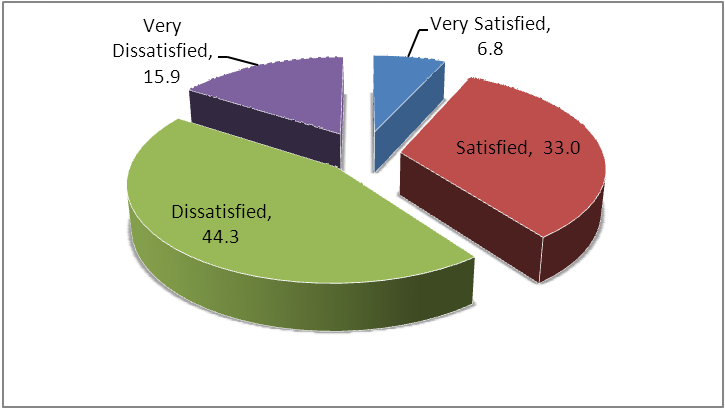 Very
Dissatisfied,
15.9
Very Satisfied,
6.8
Satisfied,  33.0
Dissatisfied,
44.3